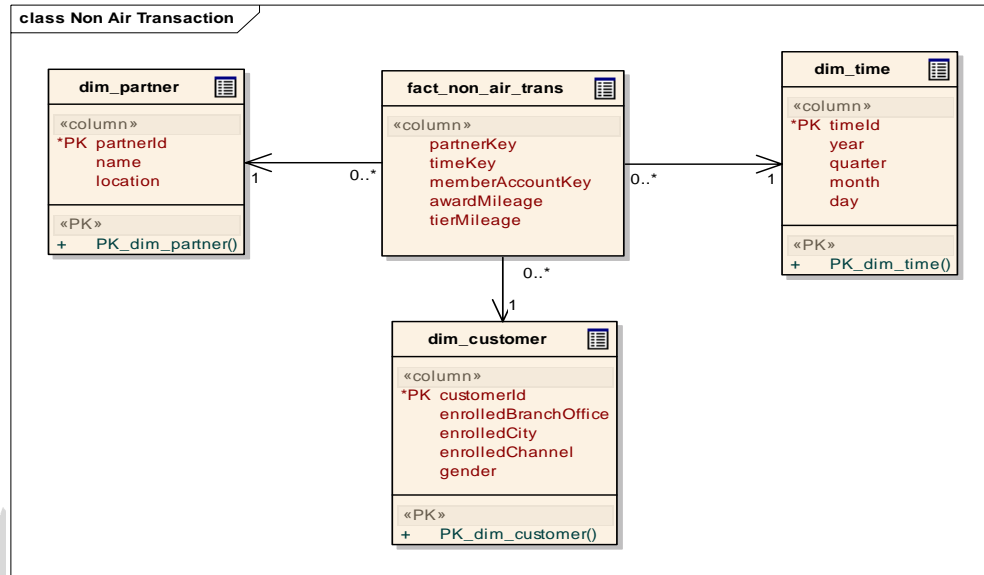 class Non Air Transaction
dim_partner
«column»
*PK partnerId
name
location
«PK»
+ PK_dim_partner()
1
0..*
fact_non_air_trans
«column»
partnerKey
timeKey
memberAccountKey
awardMileage
tierMileage
0..*
1
dim_time
«column»
*PK timeId
year
quarter
month
day
«PK»
+ PK_dim_time()
0..*
1
dim_customer
«column»
*PK customerId
enrolledBranchOffice
enrolledCity
enrolledChannel
gender
«PK»
+ PK_dim_customer()